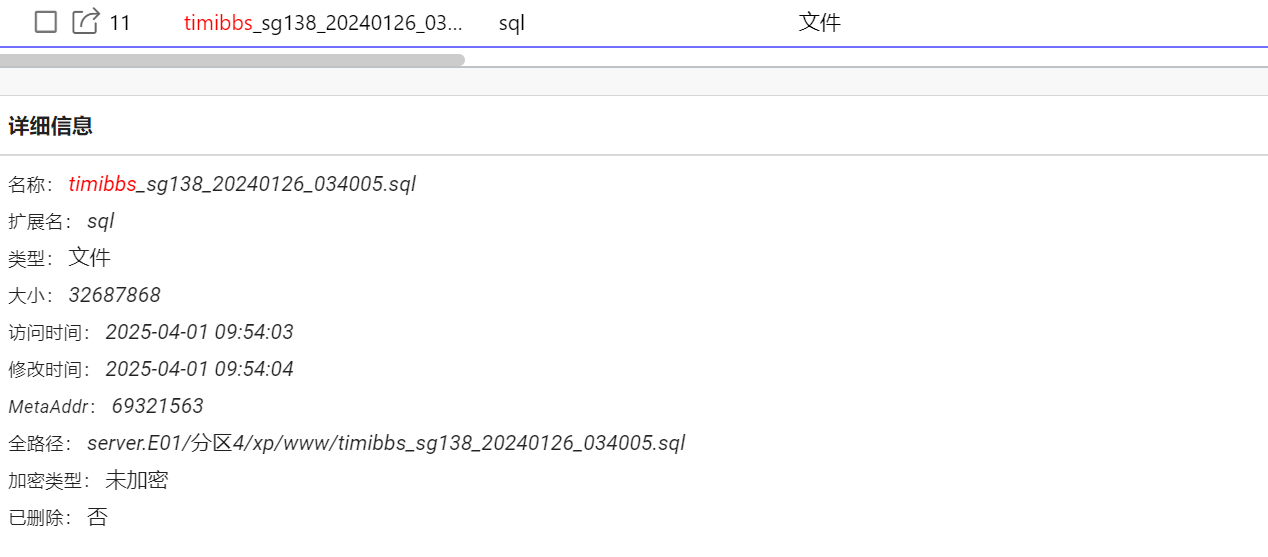 11 timibbs_sg138_20240126_03... sql 文件
详细信息
名称： timibbs_sg138_20240126_034005.sql
扩展名： sql
类型： 文件
大小： 32687868
访问时间： 2025-04-01 09:54:03
修改时间： 2025-04-01 09:54:04
MetaAddr： 69321563
全路径： server.E01/分区4/xp/www/timibbs_sg138_20240126_034005.sql
加密类型： 未加密
已删除： 否